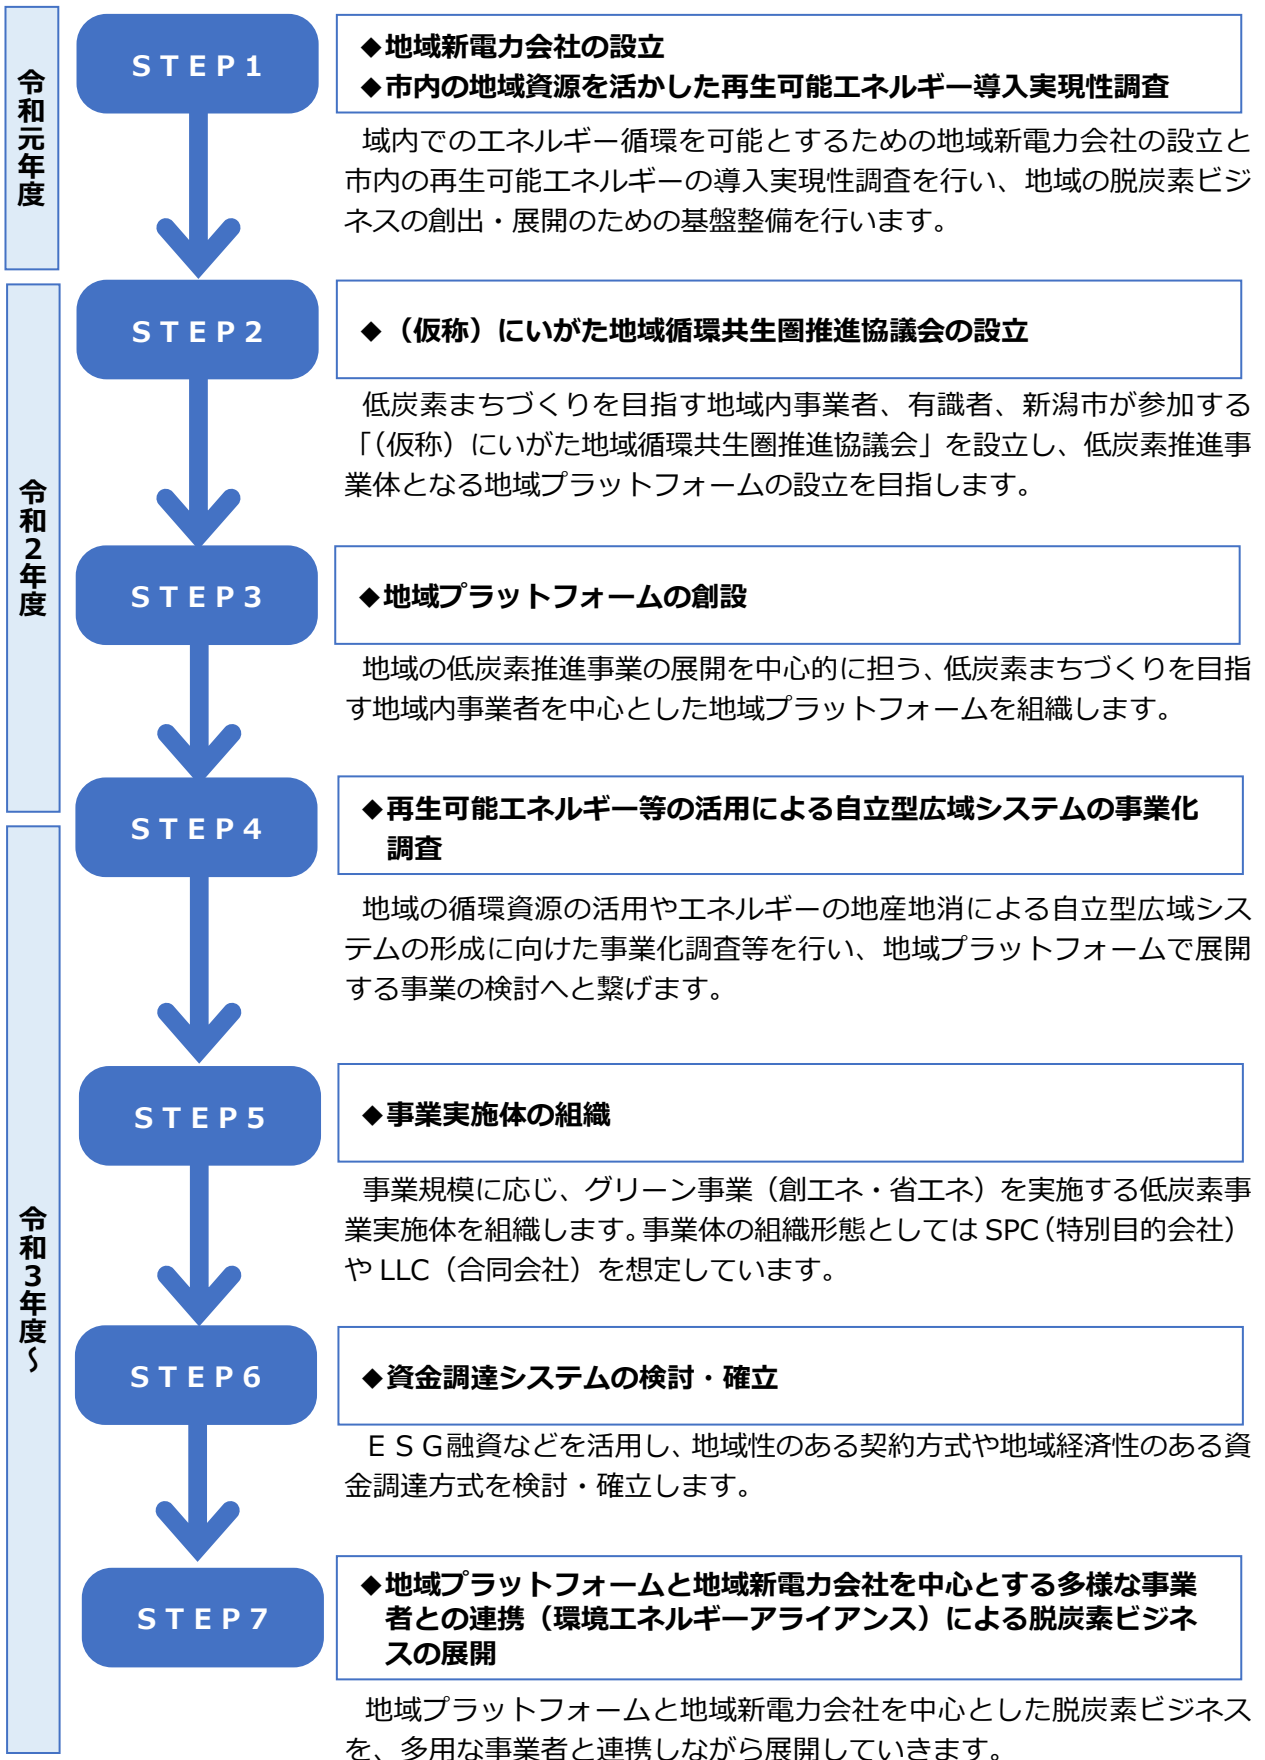 令和元年度
ＳＴＥＰ１
◆地域新電力会社の設立
◆市内の地域資源を活かした再生可能エネルギー導入実現性調査
域内でのエネルギー循環を可能とするための地域新電力会社の設立と
市内の再生可能エネルギーの導入実現性調査を行い、地域の脱炭素ビジ
ネスの創出・展開のための基盤整備を行います。
令和２年度
ＳＴＥＰ２
◆（仮称）にいがた地域循環共生圏推進協議会の設立
低炭素まちづくりを目指す地域内事業者、有識者、新潟市が参加する
「（仮称）にいがた地域循環共生圏推進協議会」を設立し、低炭素推進事
業体となる地域プラットフォームの設立を目指します。
ＳＴＥＰ３
◆地域プラットフォームの創設
地域の低炭素推進事業の展開を中心的に担う、低炭素まちづくりを目指
す地域内事業者を中心とした地域プラットフォームを組織します。
令和３年度～
ＳＴＥＰ４
◆再生可能エネルギー等の活用による自立型広域システムの事業化
調査
地域の循環資源の活用やエネルギーの地産地消による自立型広域シス
テムの形成に向けた事業化調査等を行い、地域プラットフォームで展開
する事業の検討へと繋げます。
ＳＴＥＰ５
◆事業実施体の組織
事業規模に応じ、グリーン事業（創エネ・省エネ）を実施する低炭素事
業実施体を組織します。事業体の組織形態としては SPC（特別目的会社）
や LLC（合同会社）を想定しています。
ＳＴＥＰ６
◆資金調達システムの検討・確立
ＥＳＧ融資などを活用し、地域性のある契約方式や地域経済性のある資
金調達方式を検討・確立します。
ＳＴＥＰ７
◆地域プラットフォームと地域新電力会社を中心とする多様な事業
者との連携（環境エネルギーアライアンス）による脱炭素ビジネ
スの展開
地域プラットフォームと地域新電力会社を中心とした脱炭素ビジネス
を、多用な事業者と連携しながら展開していきます。